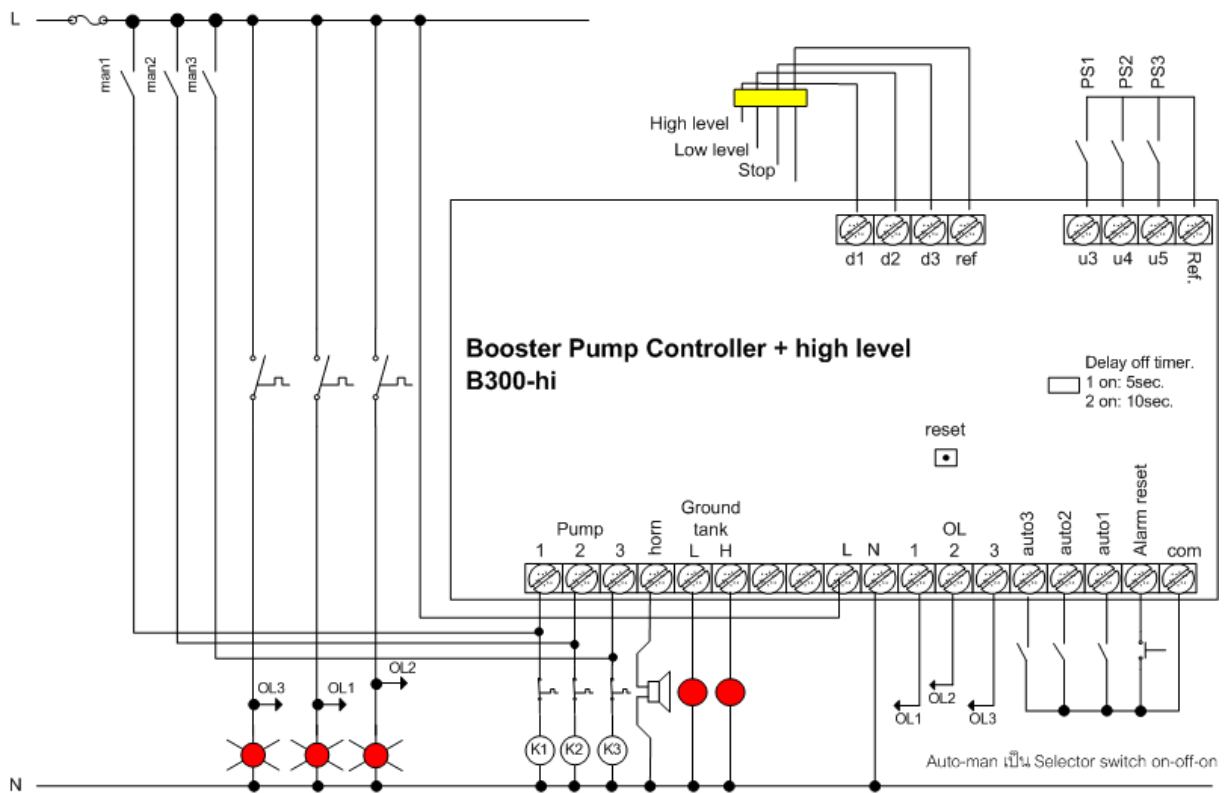 L
man1
man2
man3
High level
Low level
Stop
PS1
PS2
PS3
d1 d2 d3 ref
u3 u4 u5 Ref.
Booster Pump Controller + high level
B300-hi
Delay off timer.
1 on: 5sec.
2 on: 10sec.
reset
Pump
1 2 3
horn
Ground
tank
L H
L N
OL
1 2 3
auto3
auto2
auto1
Alarm reset
com
OL3
OL1
OL2
K1
K2
K3
OL1
OL2
OL3
Auto-man เป็น Selector switch on-off-on
N